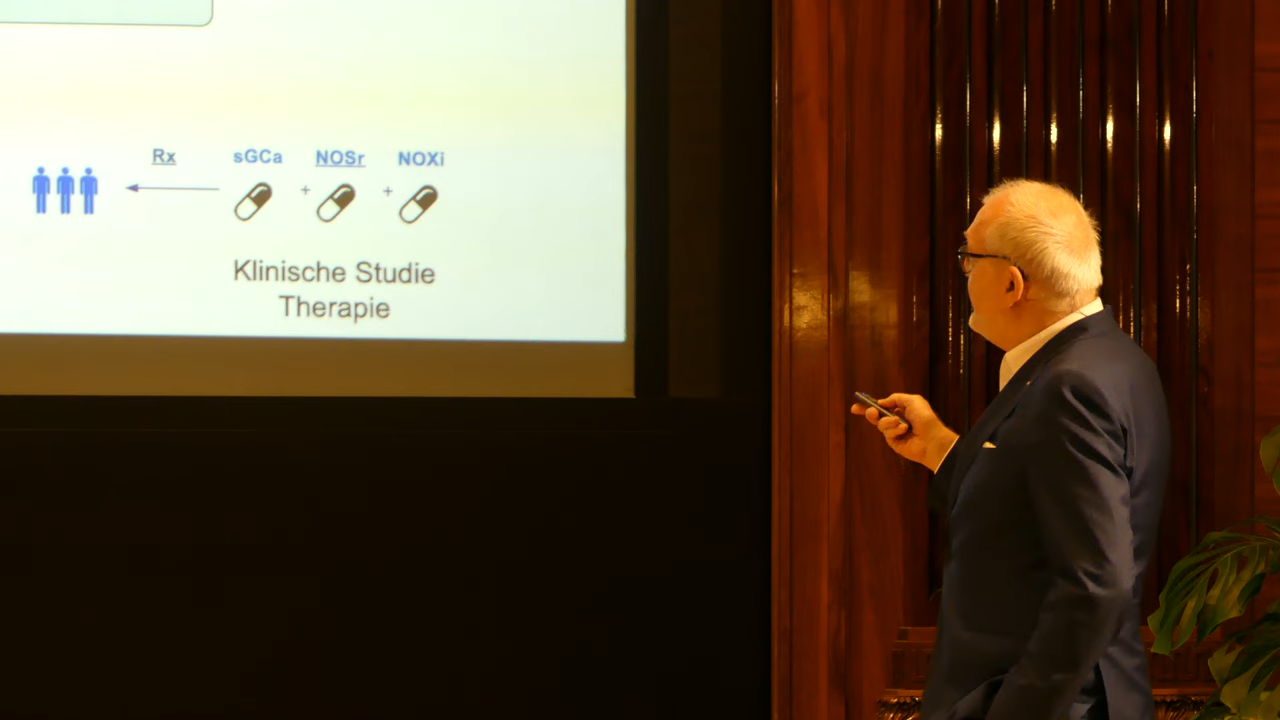 Rx sGCa NOSr NOXi
+ +
Klinische Studie
Therapie